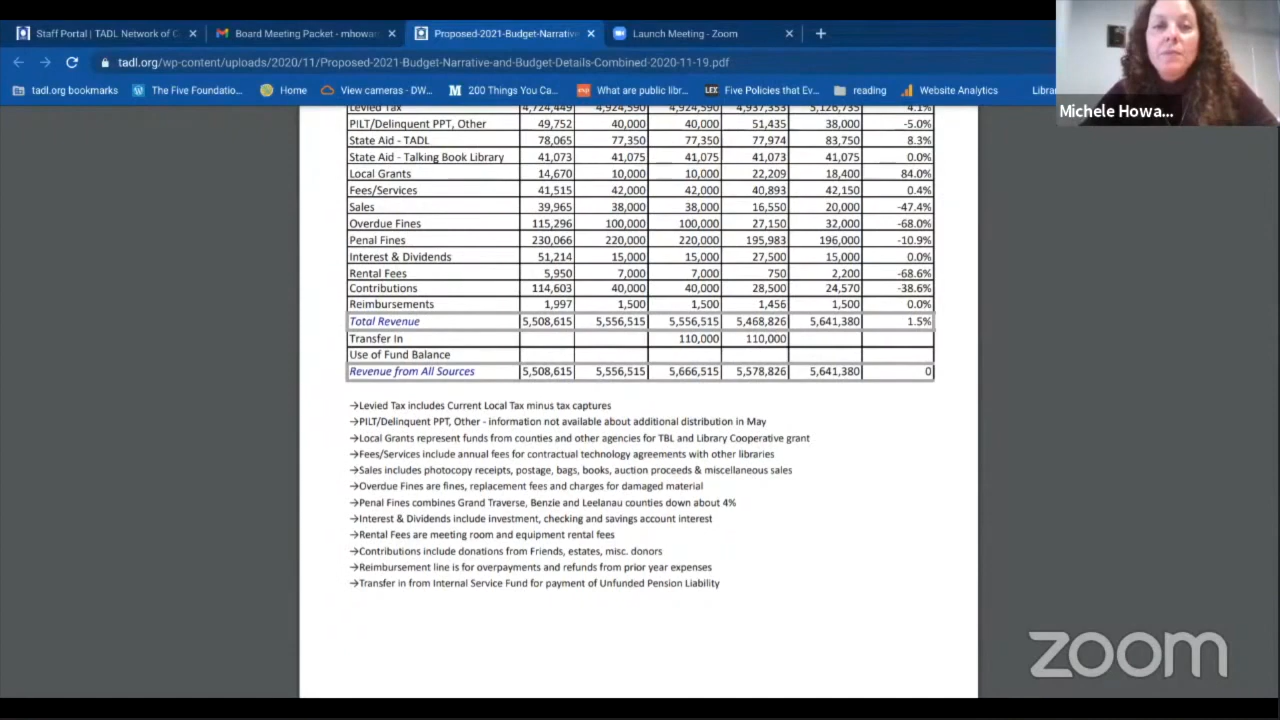 Staff Portal | TADL Network of C
Board Meeting Packet - mhowa
Proposed-2021-Budget-Narrativ
Launch Meeting - Zoom
tadl.org/wp-content/uploads/2020/11/Proposed-2021-Budget-Narrative-and-Budget-Details-Combined-2020-11-19.pdf
tadl.org bookmarks The Five Foundatio... Home View cameras - DW... 200 Things You Ca... What are public libr... Five Policies that Ev... reading Website Analytics Librar
Michele Howa...
Levied Tax 4,724,449 4,924,590 4,924,590 4,937,353 5,126,735 4.1%
PILT/Delinquent PPT, Other 49,752 40,000 40,000 51,435 38,000 -5.0%
State Aid - TADL 78,065 77,350 77,350 77,974 83,750 8.3%
State Aid - Talking Book Library 41,073 41,075 41,075 41,073 41,075 0.0%
Local Grants 14,670 10,000 10,000 22,209 18,400 84.0%
Fees/Services 41,515 42,000 42,000 40,893 42,150 0.4%
Sales 39,965 38,000 38,000 16,550 20,000 -47.4%
Overdue Fines 115,296 100,000 100,000 27,150 32,000 -68.0%
Penal Fines 230,066 220,000 220,000 195,983 196,000 -10.9%
Interest & Dividends 51,214 15,000 15,000 27,500 15,000 0.0%
Rental Fees 5,950 7,000 7,000 750 2,200 -68.6%
Contributions 114,603 40,000 40,000 28,500 24,570 -38.6%
Reimbursements 1,997 1,500 1,500 1,456 1,500 0.0%
Total Revenue 5,508,615 5,556,515 5,556,515 5,468,826 5,641,380 1.5%
Transfer In 110,000 110,000
Use of Fund Balance
Revenue from All Sources 5,508,615 5,556,515 5,666,515 5,578,826 5,641,380 0
→Levied Tax includes Current Local Tax minus tax captures
→PILT/Delinquent PPT, Other - information not available about additional distribution in May
→Local Grants represent funds from counties and other agencies for TBL and Library Cooperative grant
→Fees/Services include annual fees for contractual technology agreements with other libraries
→Sales includes photocopy receipts, postage, bags, books, auction proceeds & miscellaneous sales
→Overdue Fines are fines, replacement fees and charges for damaged material
→Penal Fines combines Grand Traverse, Benzie and Leelanau counties down about 4%
→Interest & Dividends include investment, checking and savings account interest
→Rental Fees are meeting room and equipment rental fees
→Contributions include donations from Friends, estates, misc. donors
→Reimbursement line is for overpayments and refunds from prior year expenses
→Transfer in from Internal Service Fund for payment of Unfunded Pension Liability
zoom